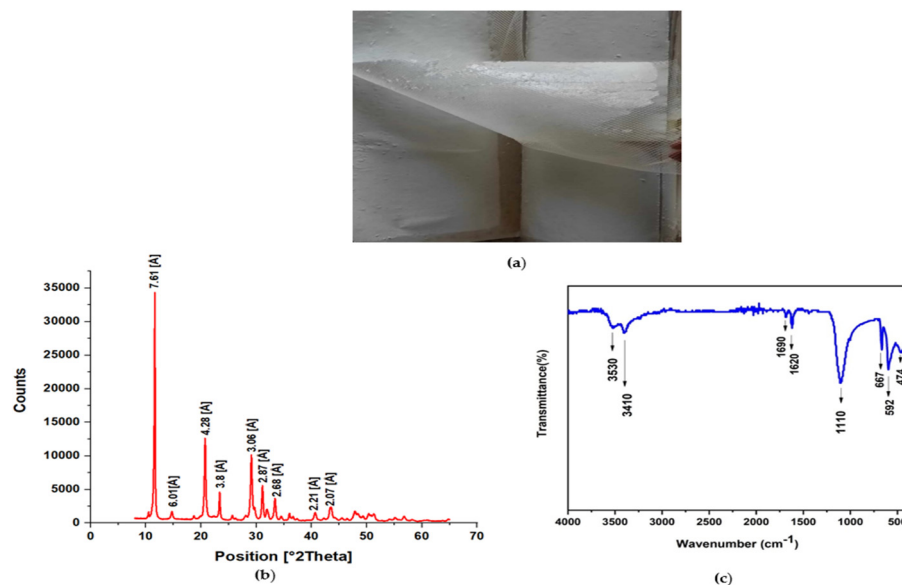 (a)
35000
30000
25000
20000
15000
10000
5000
0
Counts
7.61 [A]
6.01[A]
4.28 [A]
3.8 [A]
3.06 [A]
2.87 [A]
2.68 [A]
2.21 [A]
2.07 [A]
0 10 20 30 40 50 60 70
Position [°2Theta]
(b)
Transmittance(%)
3530
3410
1690
1620
1110
667
592
474
4000 3500 3000 2500 2000 1500 1000 500
Wavenumber (cm⁻¹)
(c)